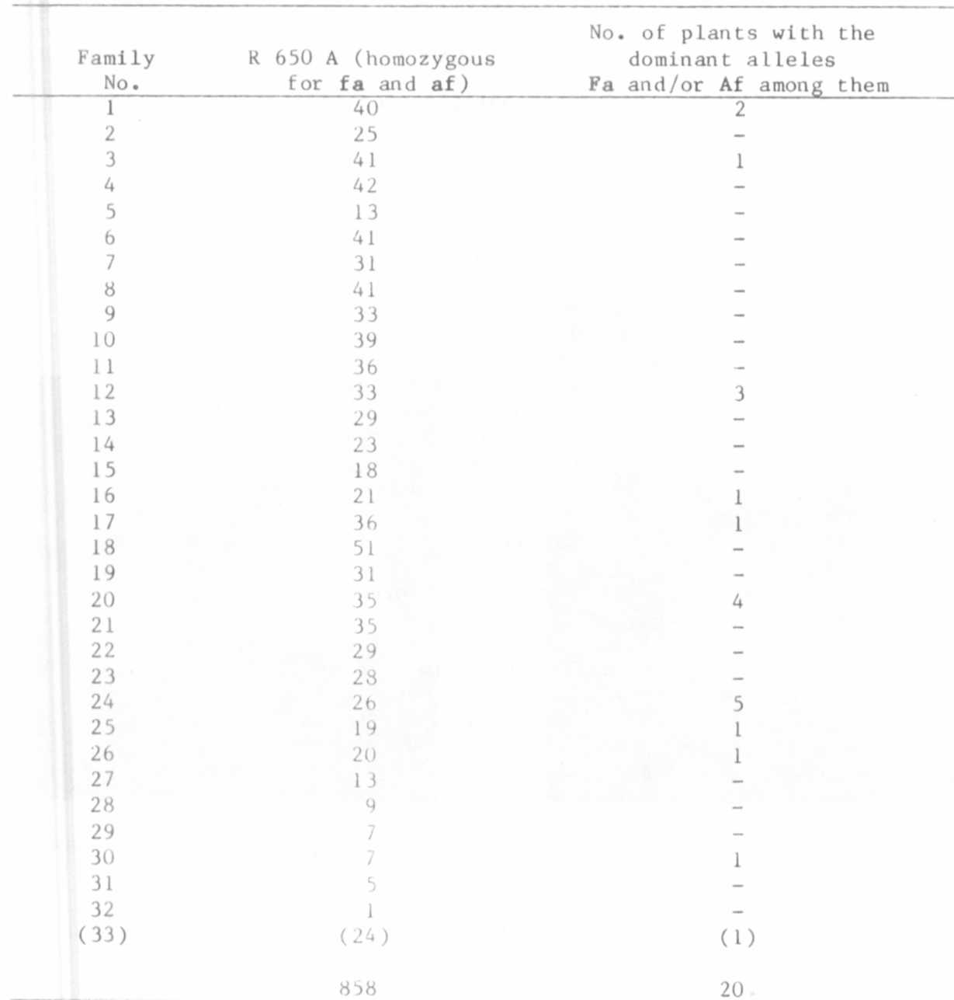 No. of plants with the
Family R 650 A (homozygous dominant alleles
No. for fa and af) Fa and/or Af among them
1 40 2
2 25 -
3 41 1
4 42 -
5 13 -
6 41 -
7 31 -
8 41 -
9 33 -
10 39 -
11 36 -
12 33 3
13 29 -
14 23 -
15 18 -
16 21 1
17 36 1
18 51 -
19 31 -
20 35 4
21 35 -
22 29 -
23 28 -
24 26 5
25 19 1
26 20 1
27 13 -
28 9 -
29 7 -
30 7 1
31 5 -
32 1 -
(33) (24) (1)
858 20